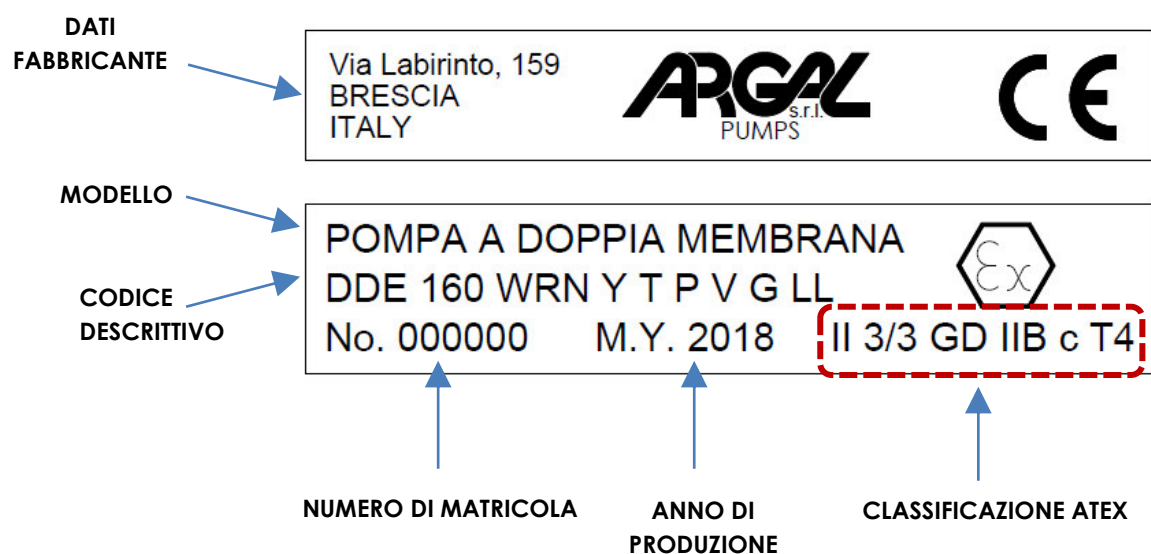 DATI
FABBRICANTE
Via Labirinto, 159
BRESCIA
ITALY
ARGAL
s.r.l.
PUMPS
CE
MODELLO
POMPA A DOPPIA MEMBRANA
CODICE
DESCRITTIVO
DDE 160 WRN Y T P V G LL
Ex
No. 000000 M.Y. 2018 II 3/3 GD IIB c T4
NUMERO DI MATRICOLA
ANNO DI
PRODUZIONE
CLASSIFICAZIONE ATEX